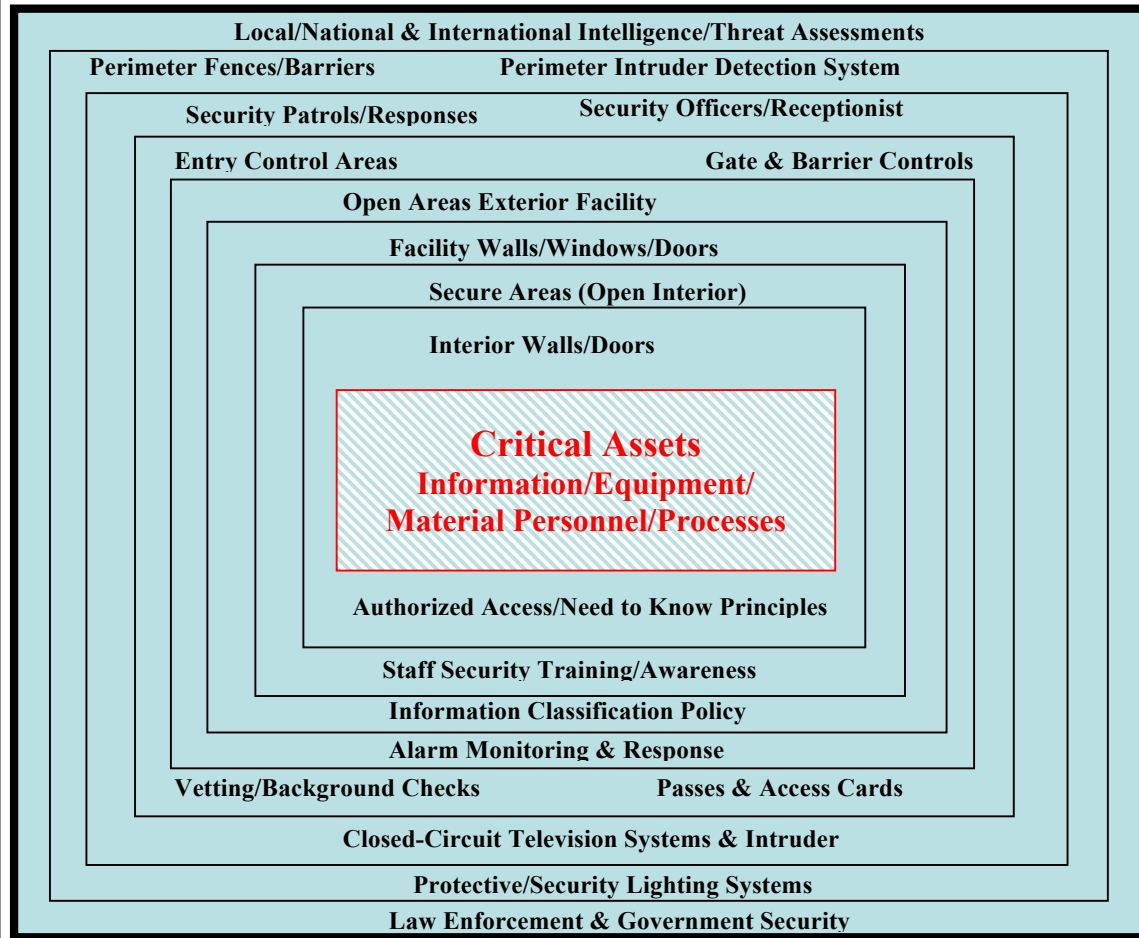 Local/National & International Intelligence/Threat Assessments
Perimeter Fences/Barriers Perimeter Intruder Detection System
Security Patrols/Responses Security Officers/Receptionist
Entry Control Areas Gate & Barrier Controls
Open Areas Exterior Facility
Facility Walls/Windows/Doors
Secure Areas (Open Interior)
Interior Walls/Doors
Critical Assets
Information/Equipment/
Material Personnel/Processes
Authorized Access/Need to Know Principles
Staff Security Training/Awareness
Information Classification Policy
Alarm Monitoring & Response
Vetting/Background Checks Passes & Access Cards
Closed-Circuit Television Systems & Intruder
Protective/Security Lighting Systems
Law Enforcement & Government Security